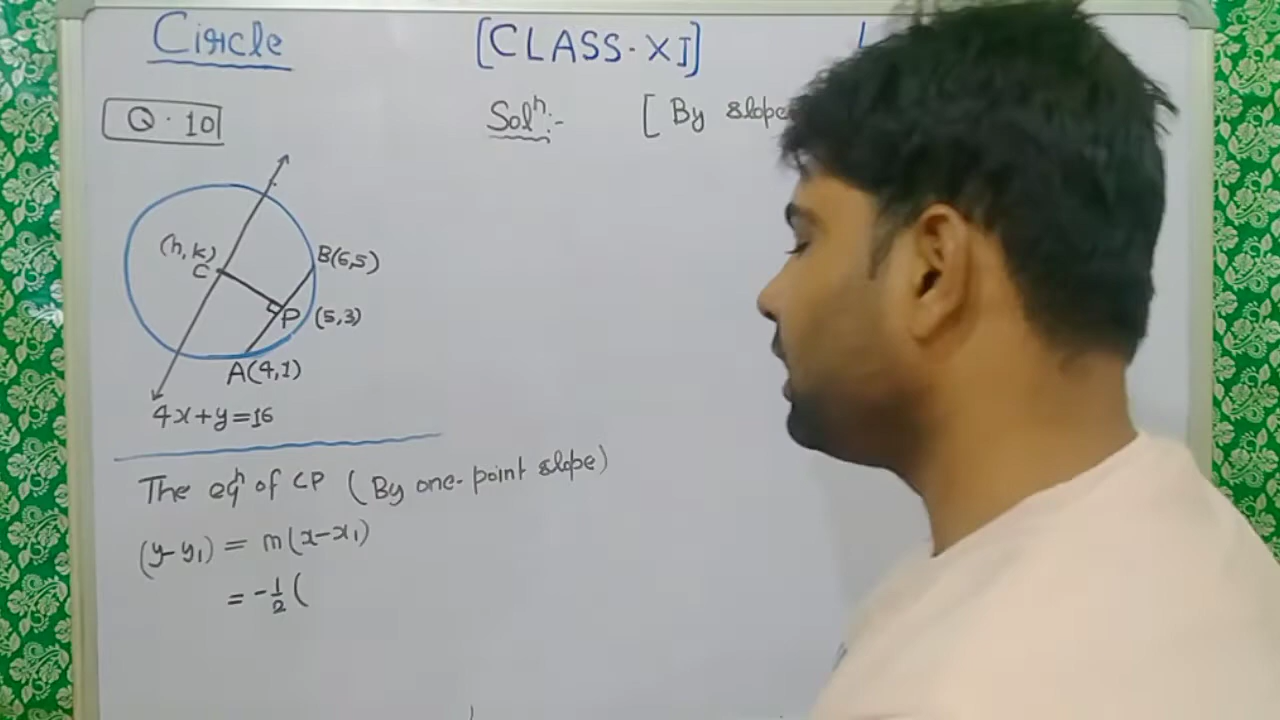 Circle
[CLASS-XI]
Q.10
Solⁿ:-
[By slope
(h,k)
C
B(6,5)
P (5,3)
A(4,1)
4x+y=16
The eqⁿ of CP (By one-point slope)
(y-y₁) = m(x-x₁)
= -1/2 (